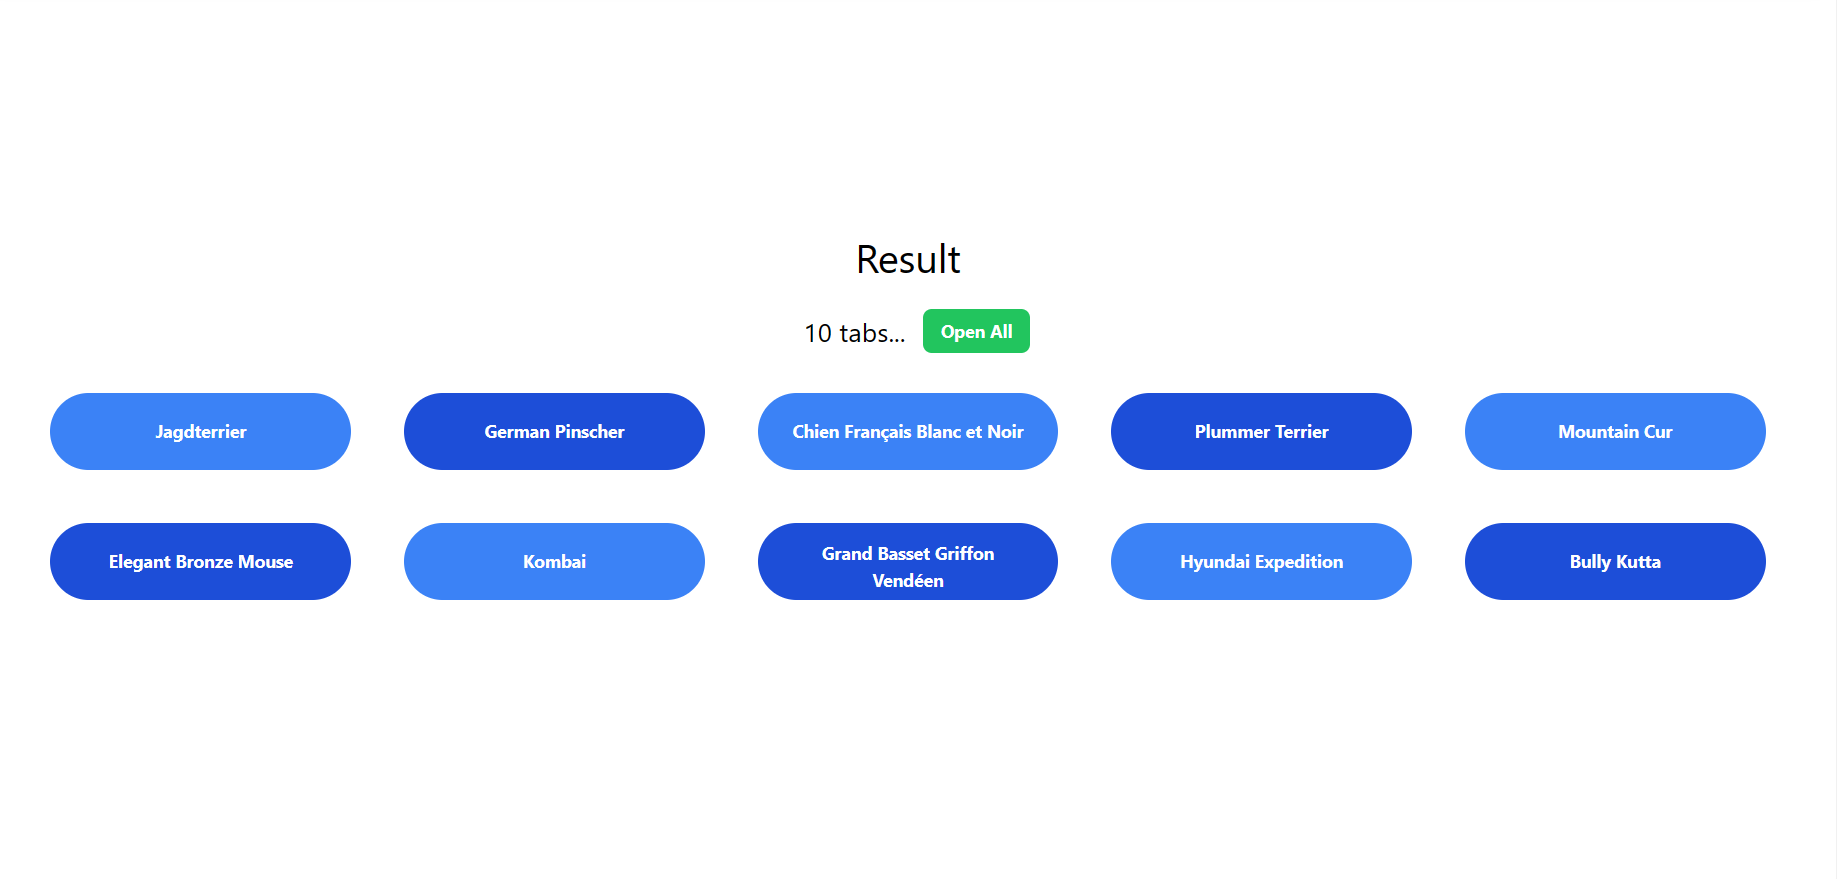 Result
10 tabs...
Open All
Jagdterrier
German Pinscher
Chien Français Blanc et Noir
Plummer Terrier
Mountain Cur
Elegant Bronze Mouse
Kombai
Grand Basset Griffon
Vendéen
Hyundai Expedition
Bully Kutta